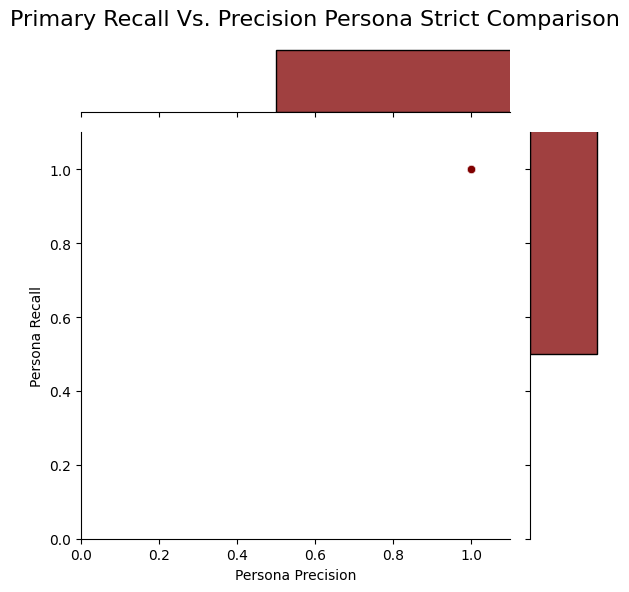 Primary Recall Vs. Precision Persona Strict Comparison
1.0
0.8
0.6
0.4
0.2
0.0
Persona Recall
0.0 0.2 0.4 0.6 0.8 1.0
Persona Precision